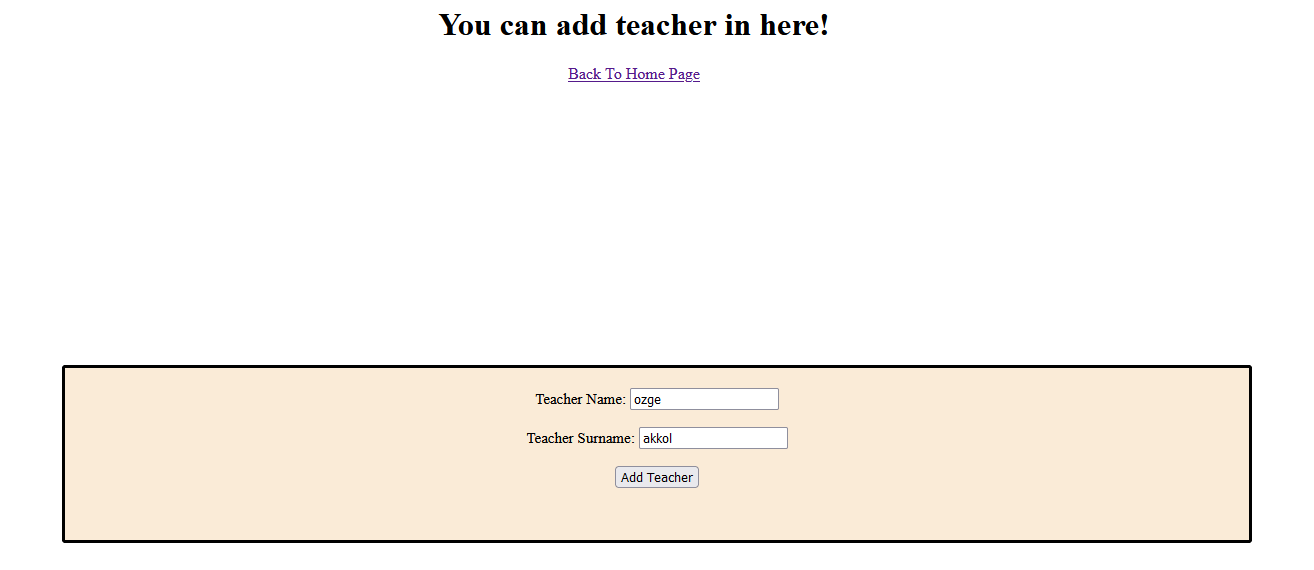 You can add teacher in here!
Back To Home Page
Teacher Name: ozge
Teacher Surname: akkol
Add Teacher